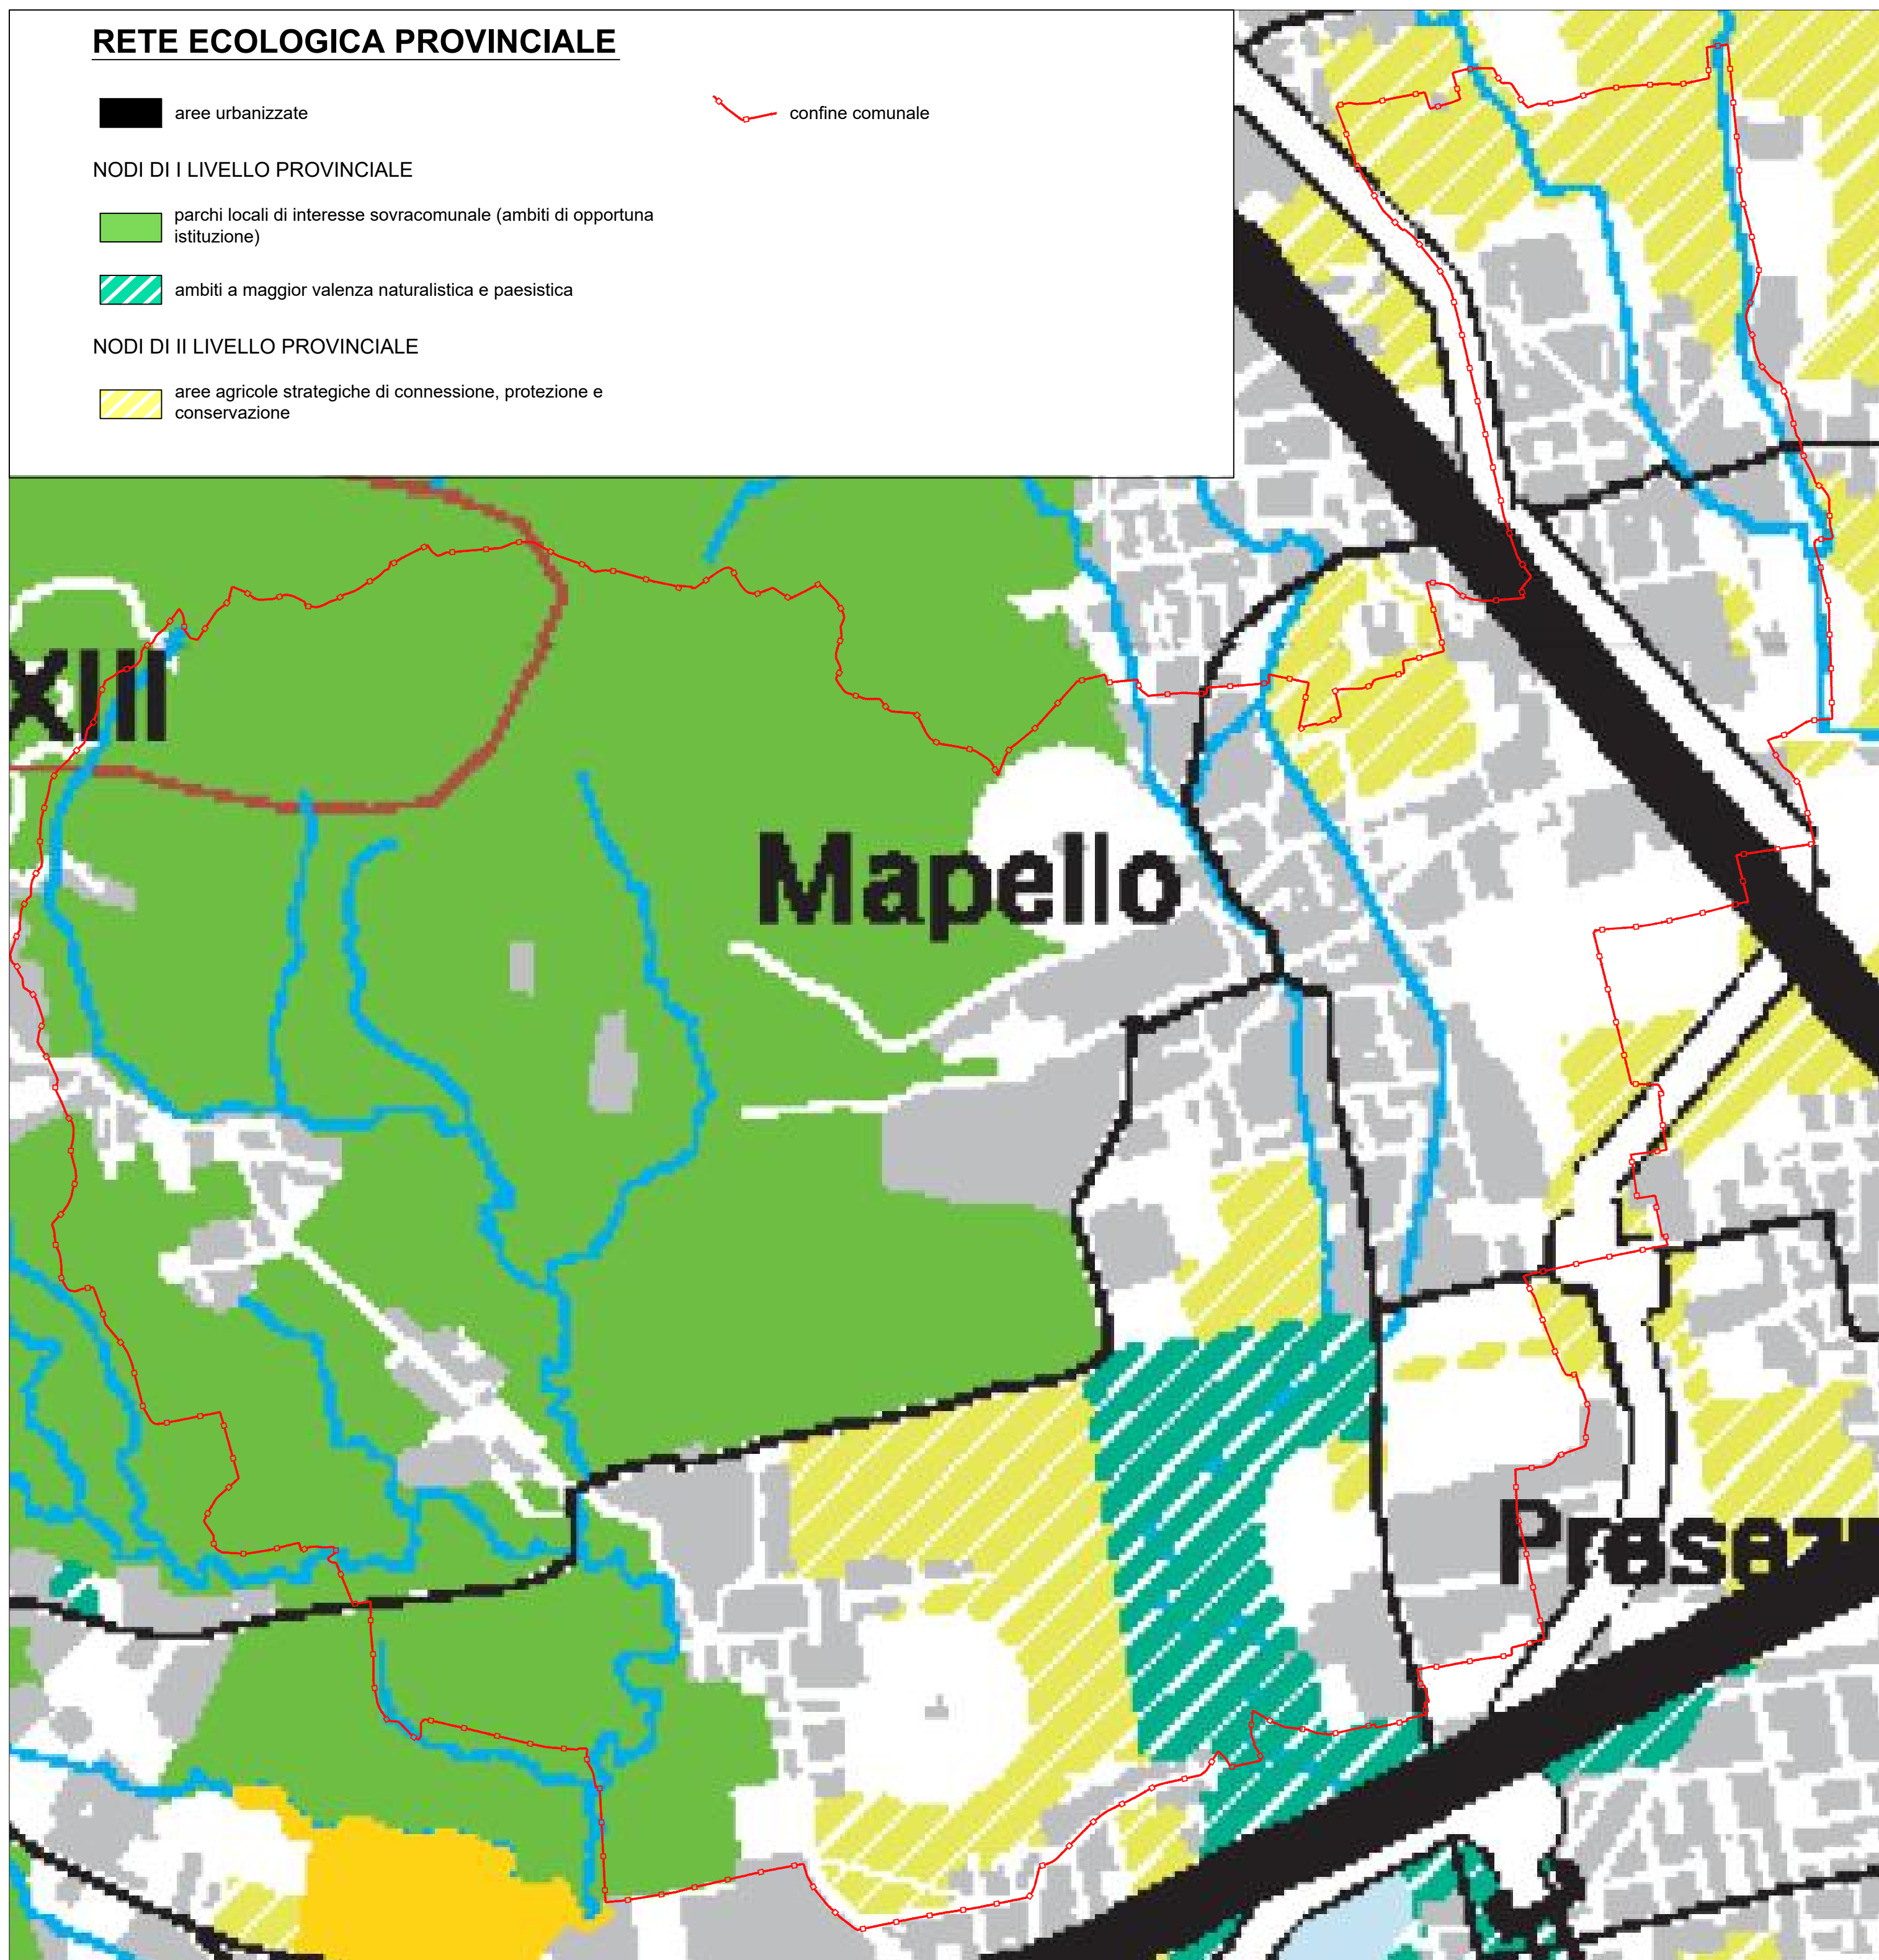 RETE ECOLOGICA PROVINCIALE
aree urbanizzate
confine comunale
NODI DI I LIVELLO PROVINCIALE
parchi locali di interesse sovracomunale (ambiti di opportuna
istituzione)
ambiti a maggior valenza naturalistica e paesistica
NODI DI II LIVELLO PROVINCIALE
aree agricole strategiche di connessione, protezione e
conservazione
XIII
Mapello